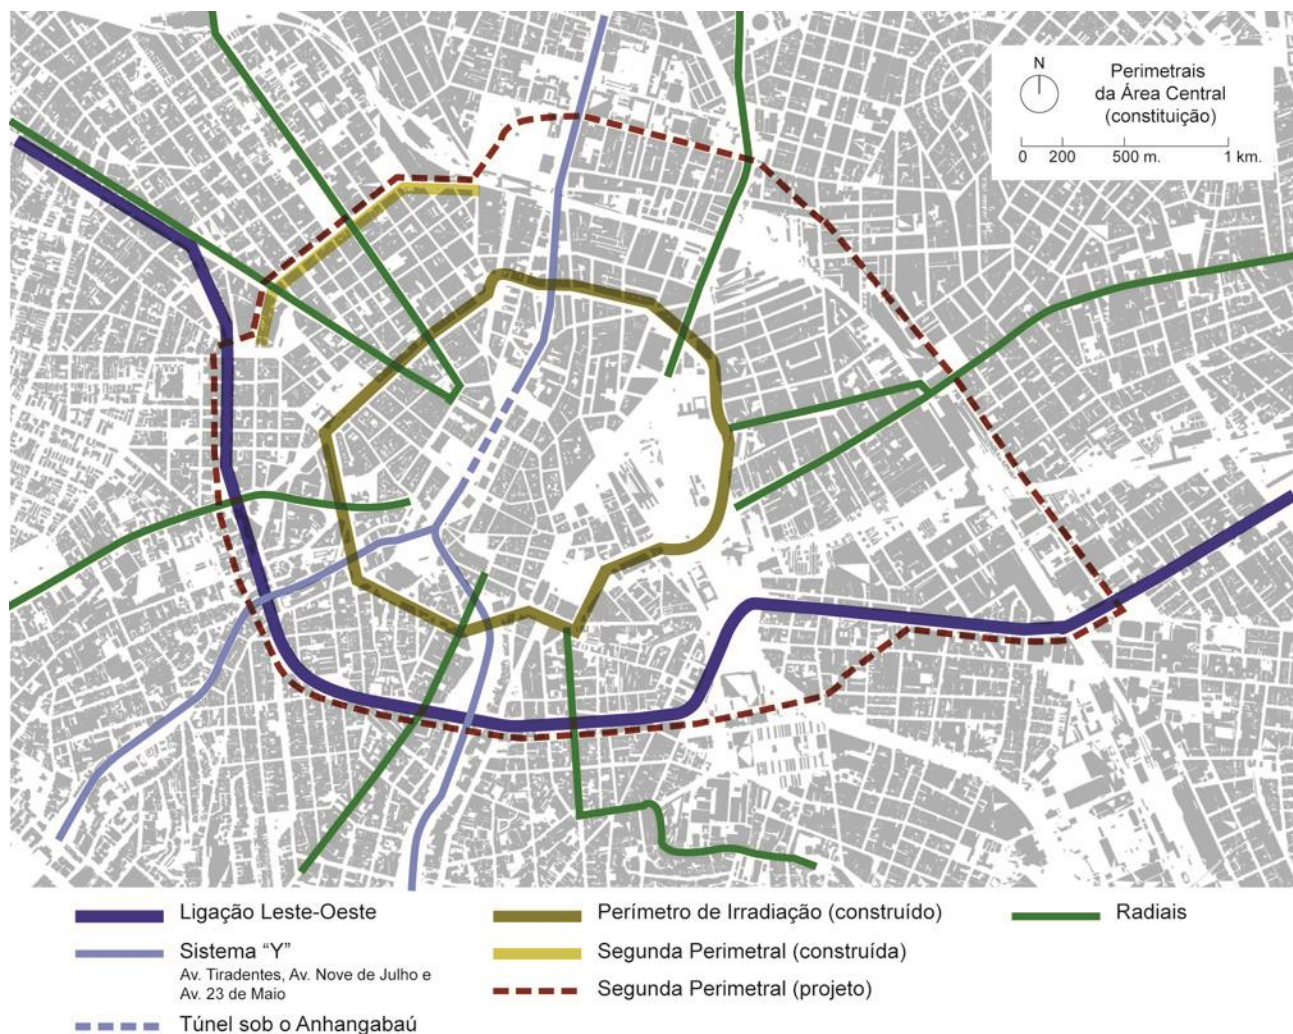 N
Perimetrais
da Área Central
(constituição)
0 200 500 m. 1 km.
Ligação Leste-Oeste
Sistema “Y”
Av. Tiradentes, Av. Nove de Julho e
Av. 23 de Maio
Túnel sob o Anhangabaú
Perímetro de Irradiação (construído)
Segunda Perimetral (construída)
Segunda Perimetral (projeto)
Radiais